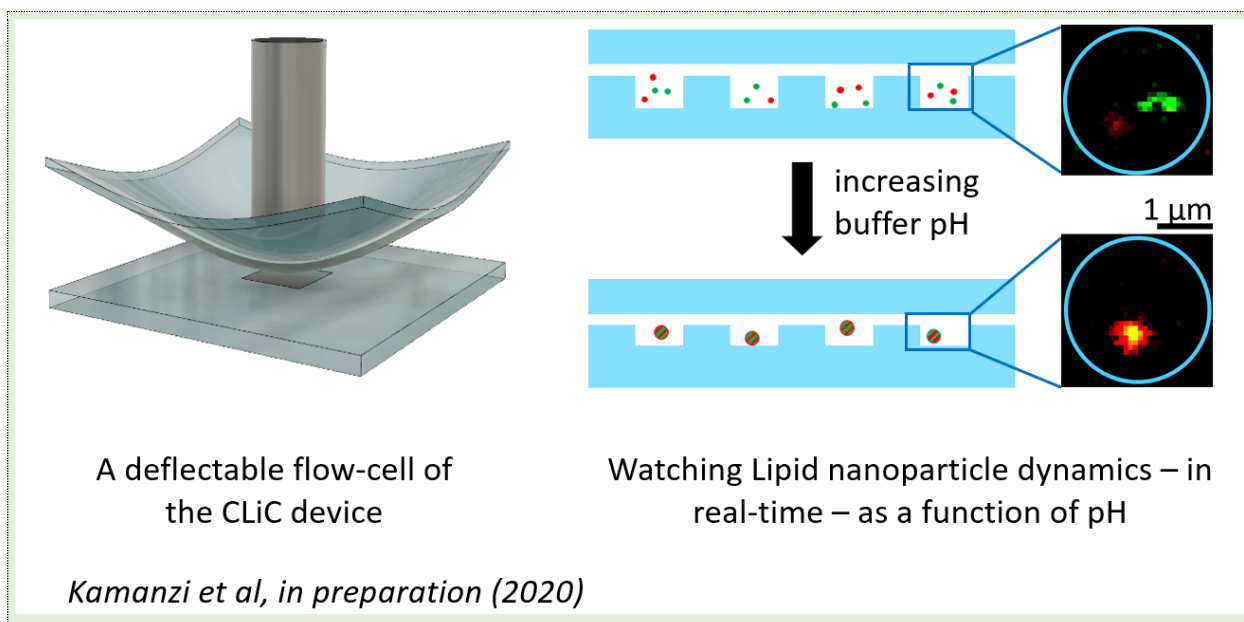 increasing
buffer pH
1 μm
A deflectable flow-cell of
the CLiC device
Watching Lipid nanoparticle dynamics – in
real-time – as a function of pH
Kamanzi et al, in preparation (2020)